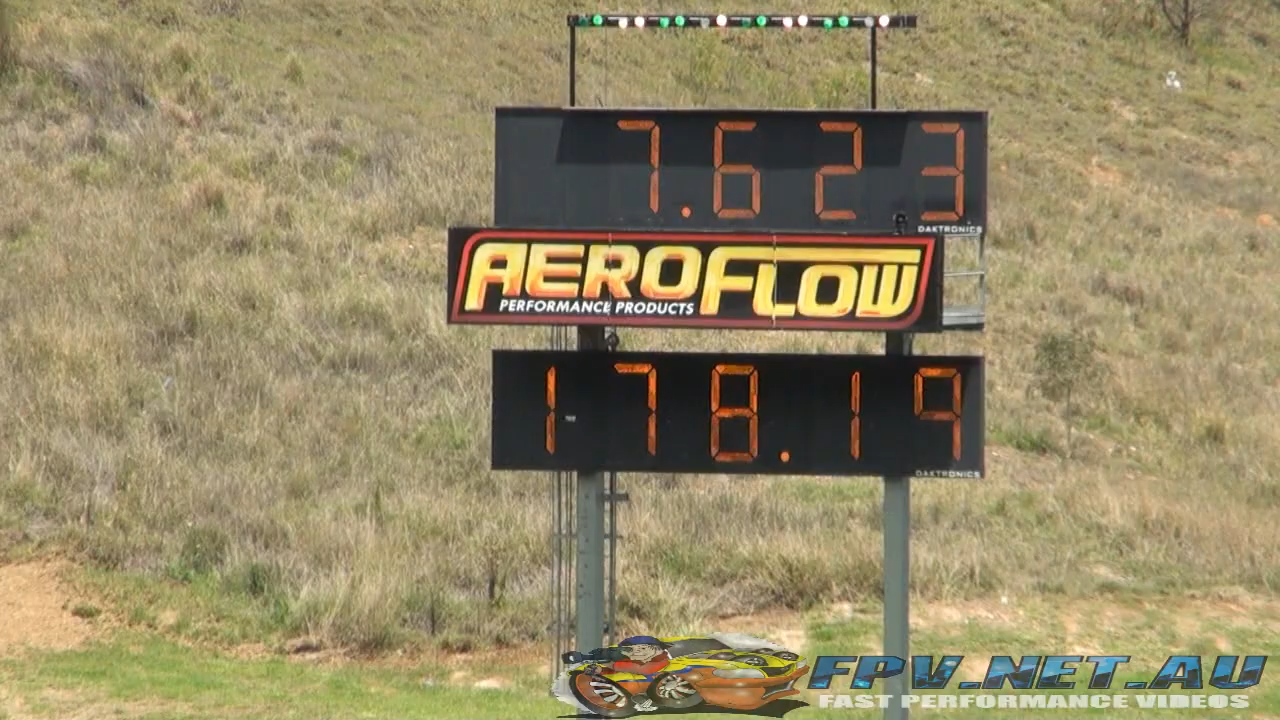 7.623
DAKTRONICS
AEROFLOW
PERFORMANCE PRODUCTS
178.19
DAKTRONICS
FPV.NET.AU
FAST PERFORMANCE VIDEOS